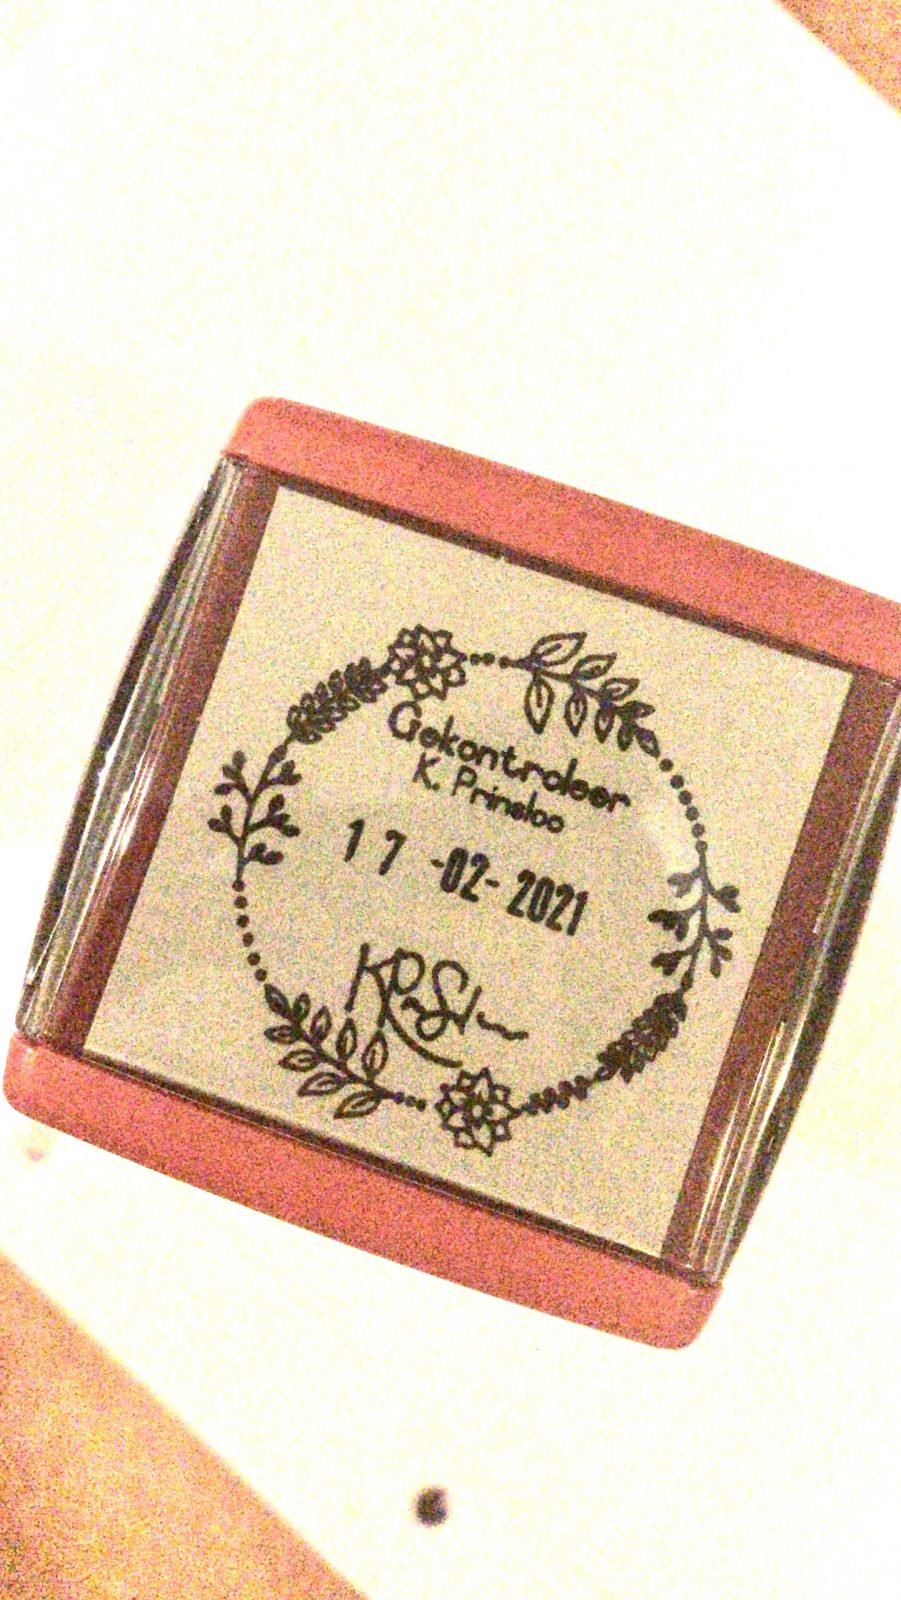 Gekontroleer
K. Prinsloo
17 -02- 2021